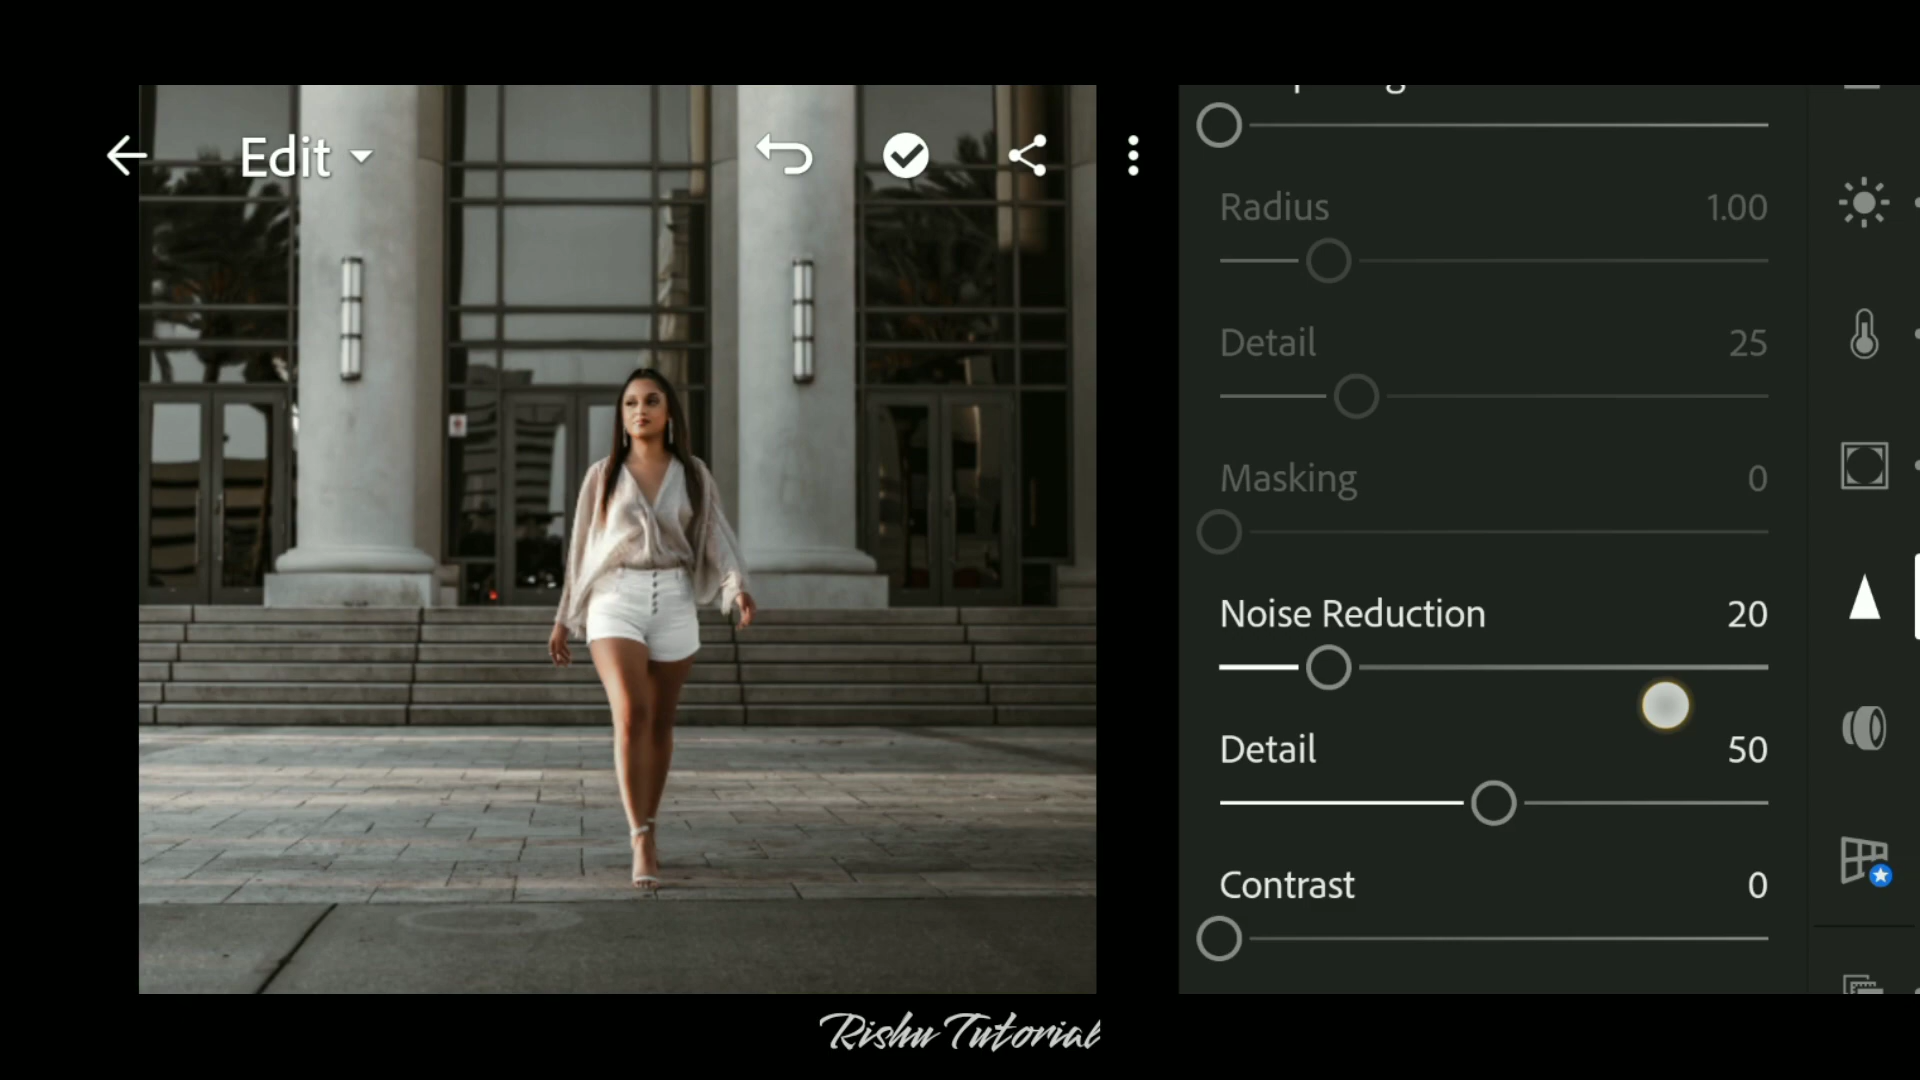 Edit
Radius 1.00
Detail 25
Masking 0
Noise Reduction 20
Detail 50
Contrast 0
Rishu Tutorial